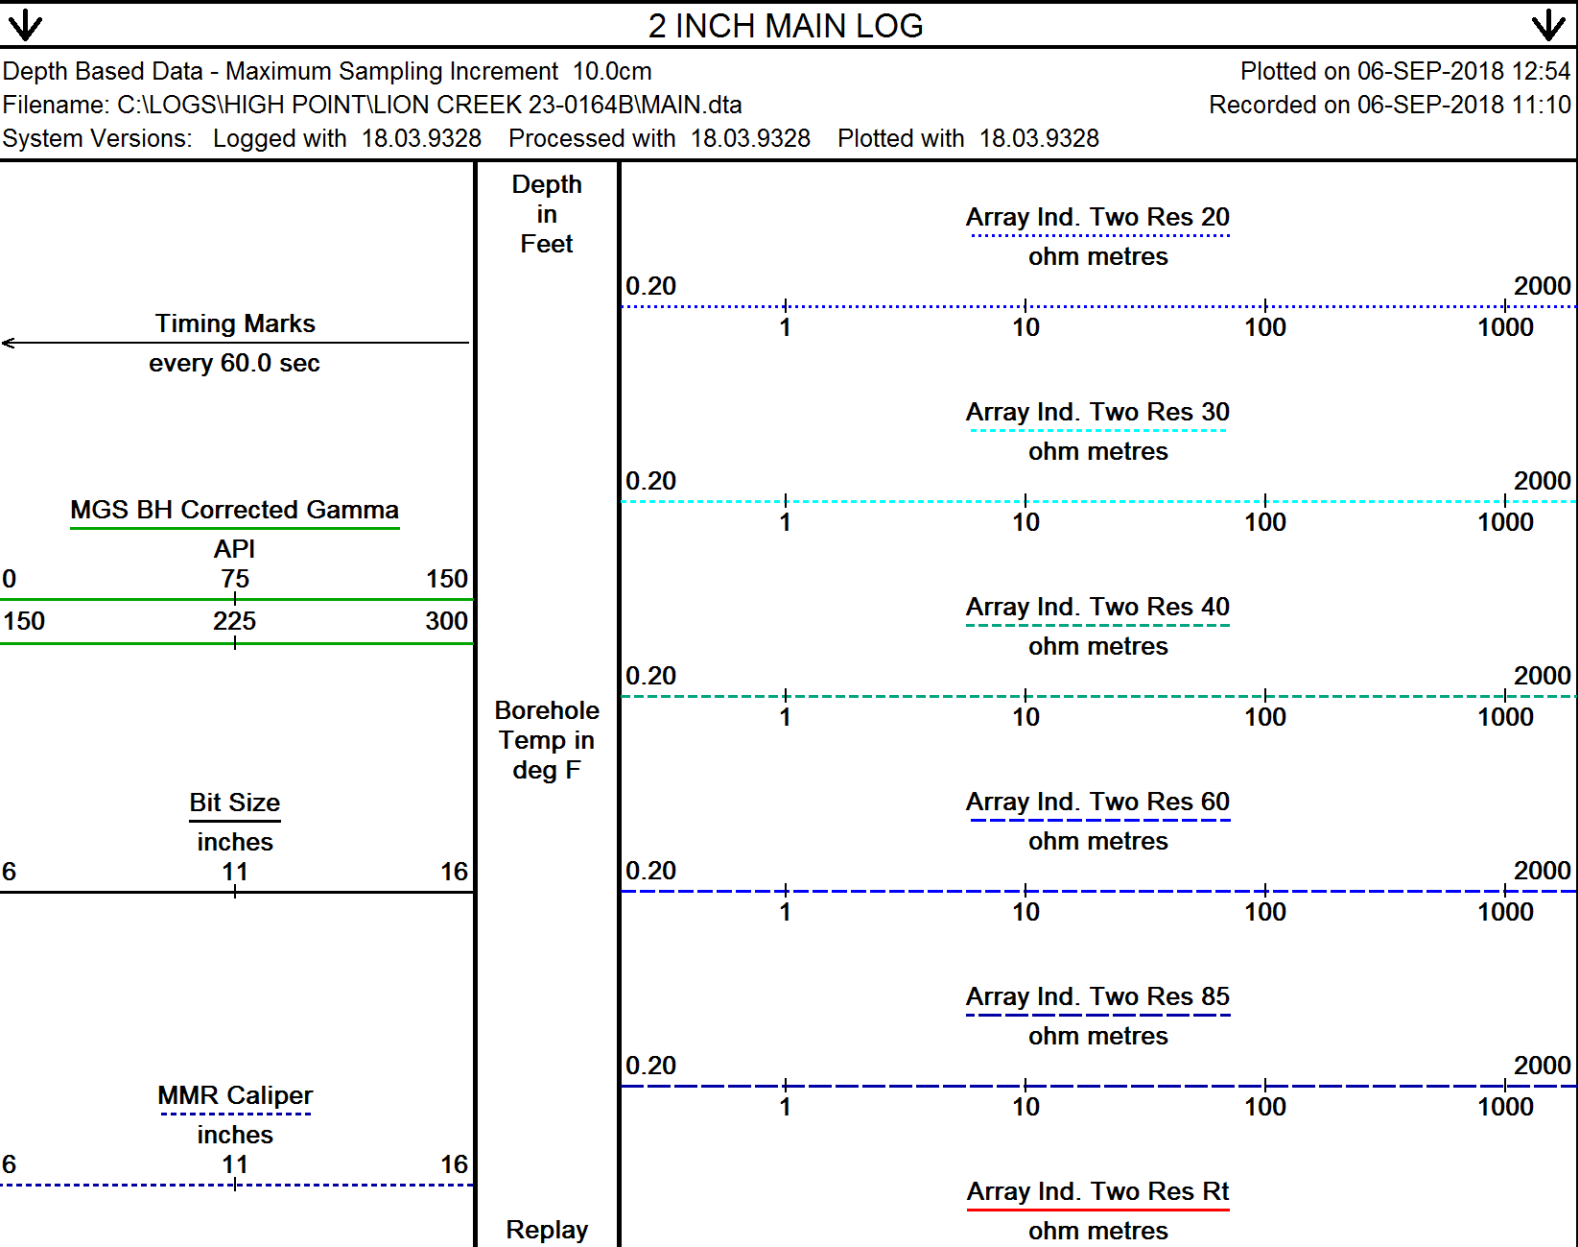 2 INCH MAIN LOG
Depth Based Data - Maximum Sampling Increment 10.0cm
Plotted on 06-SEP-2018 12:54
Filename: C:\LOGS\HIGH POINT\LION CREEK 23-0164B\MAIN.dta
Recorded on 06-SEP-2018 11:10
System Versions: Logged with 18.03.9328 Processed with 18.03.9328 Plotted with 18.03.9328
Timing Marks
every 60.0 sec
MGS BH Corrected Gamma
API
0 75 150
150 225 300
Bit Size
inches
6 11 16
MMR Caliper
inches
6 11 16
Depth
in
Feet
Borehole
Temp in
deg F
Replay
Array Ind. Two Res 20
ohm metres
0.20 2000
1 10 100 1000
Array Ind. Two Res 30
ohm metres
0.20 2000
1 10 100 1000
Array Ind. Two Res 40
ohm metres
0.20 2000
1 10 100 1000
Array Ind. Two Res 60
ohm metres
0.20 2000
1 10 100 1000
Array Ind. Two Res 85
ohm metres
0.20 2000
1 10 100 1000
Array Ind. Two Res Rt
ohm metres